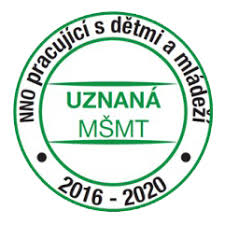 NNO pracující s dětmi a mládeží
UZNANÁ
MŠMT
2016 - 2020